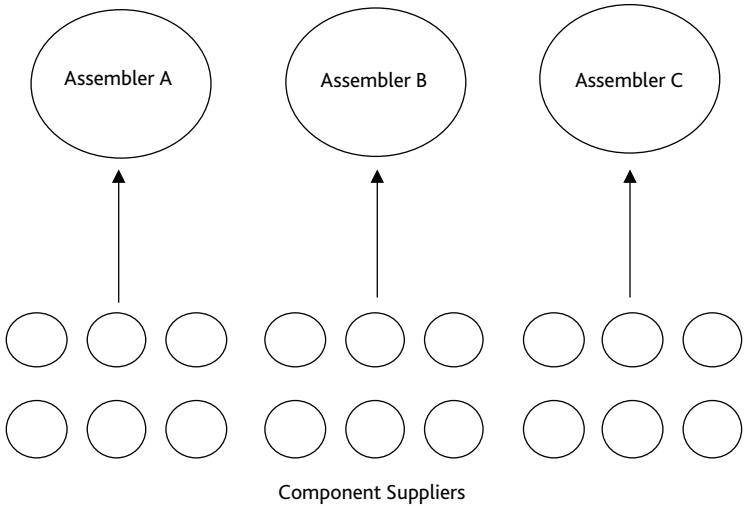 Assembler A
Assembler B
Assembler C
Component Suppliers